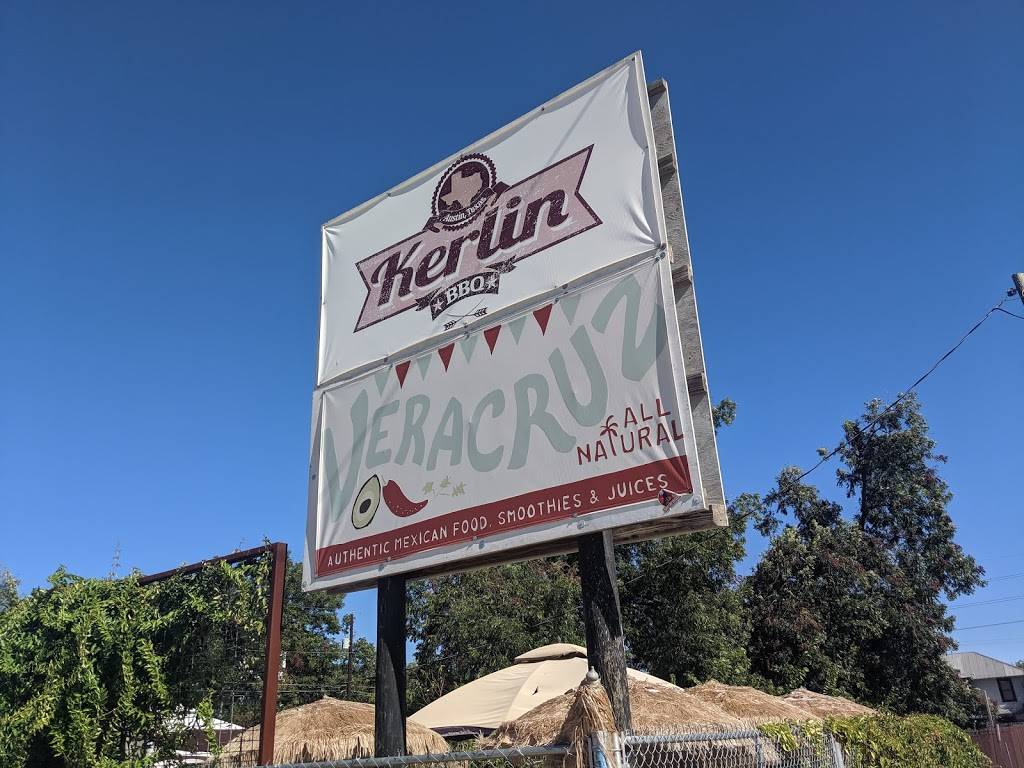 Austin, Texas
Kerlin
BBQ
VERACRUZ
ALL
NATURAL
AUTHENTIC MEXICAN FOOD, SMOOTHIES & JUICES